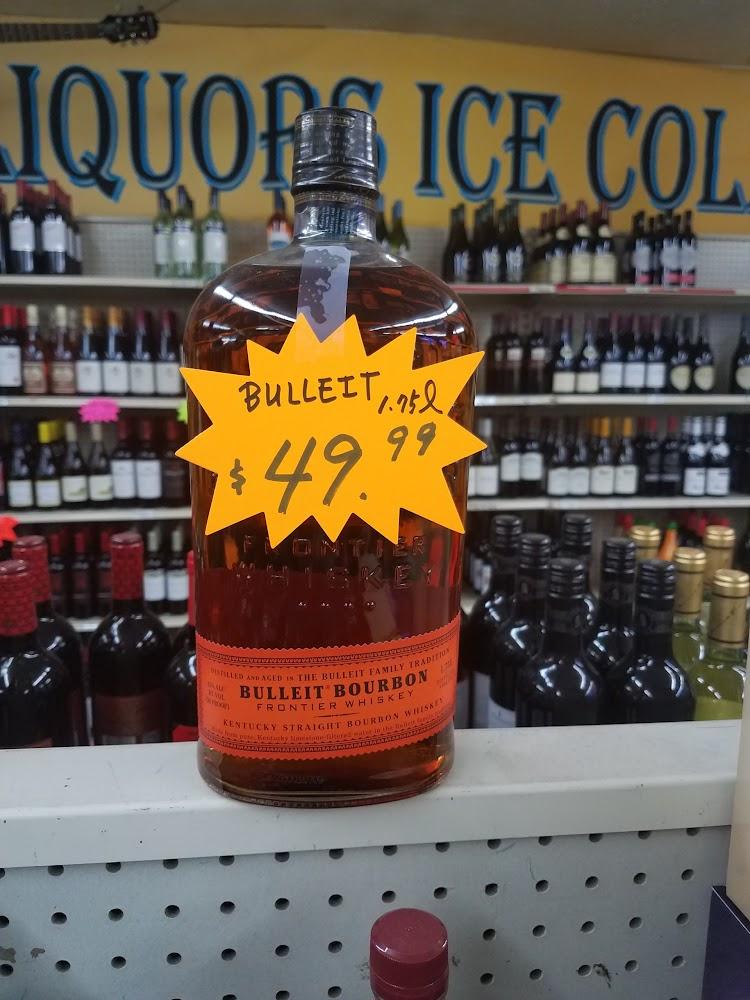 LIQUORS ICE COL
BULLEIT 1.75l
$49.99
FRONTIER
WHISKEY
DISTILLED AND AGED IN THE BULLEIT FAMILY TRADITION
BULLEIT BOURBON
FRONTIER WHISKEY
KENTUCKY STRAIGHT BOURBON WHISKEY